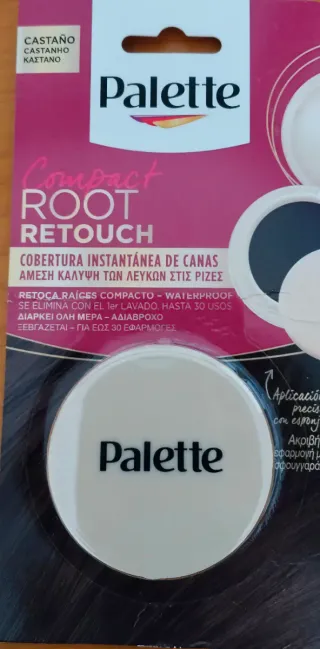 CASTAÑO
CASTANHO
ΚΑΣΤΑΝΟ
Palette
Compact
ROOT
RETOUCH
COBERTURA INSTANTÁNEA DE CANAS
ΑΜΕΣΗ ΚΑΛΥΨΗ ΤΩΝ ΛΕΥΚΩΝ ΣΤΙΣ ΡΙΖΕΣ
RETOCA RAÍCES COMPACTO – WATERPROOF
SE ELIMINA CON EL 1er LAVADO. HASTA 30 USOS
ΔΙΑΡΚΕΙ ΟΛΗ ΜΕΡΑ – ΑΔΙΑΒΡΟΧΟ
ΞΕΒΓΑΖΕΤΑΙ – ΓΙΑ ΕΩΣ 30 ΕΦΑΡΜΟΓΕΣ
Palette
con